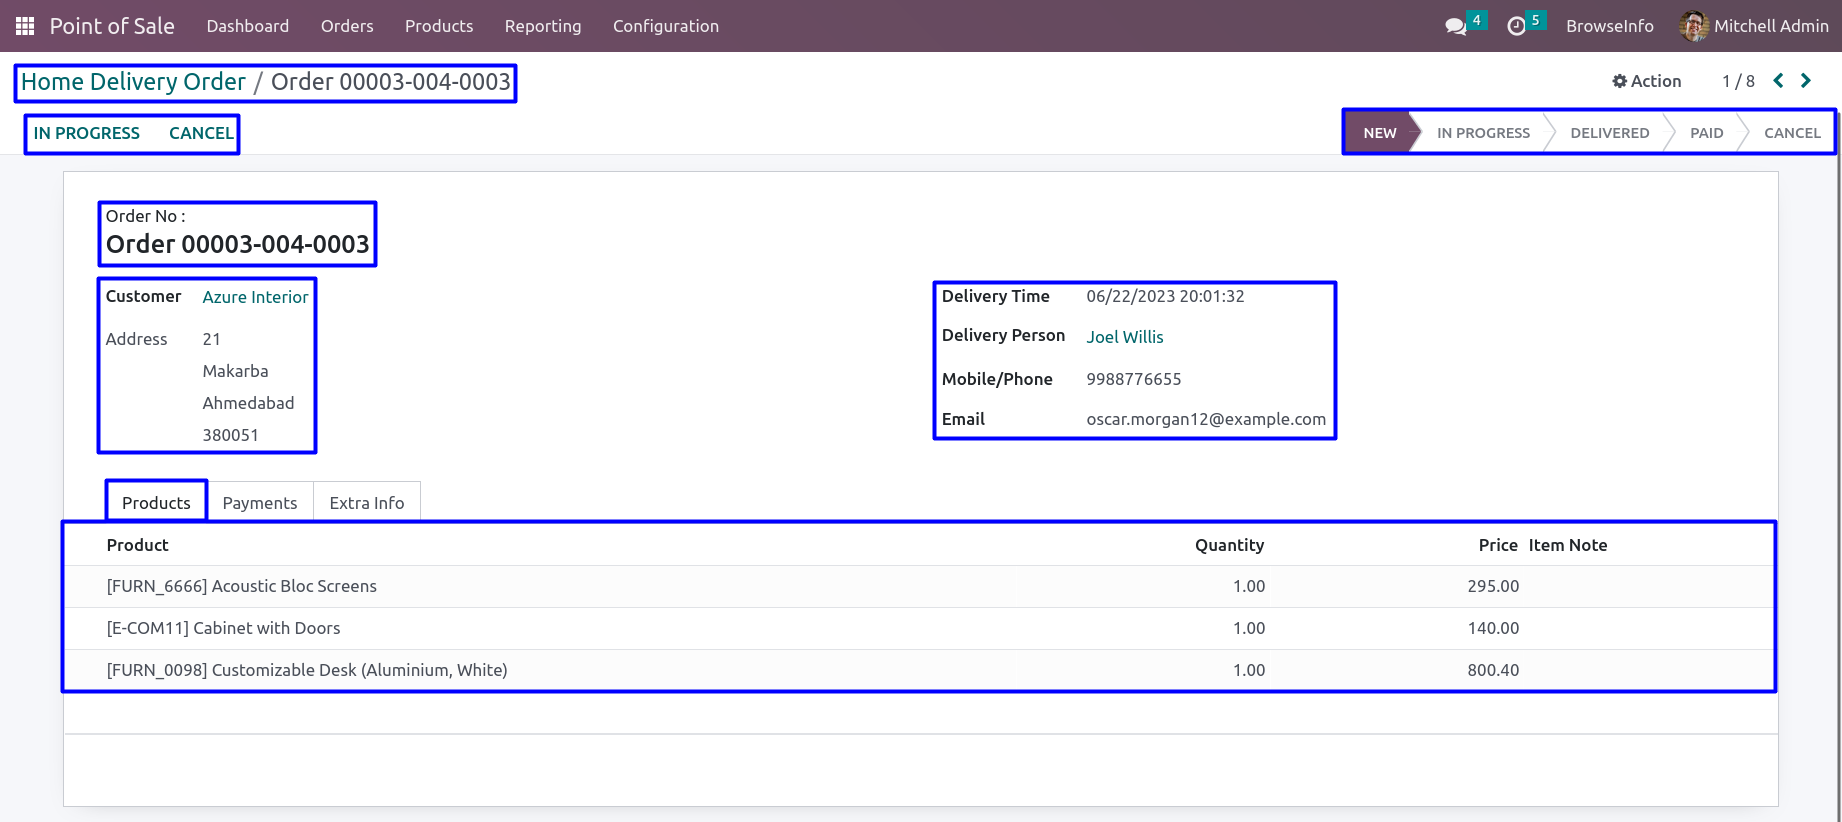 Point of Sale Dashboard Orders Products Reporting Configuration 4 5 BrowseInfo Mitchell Admin
Home Delivery Order / Order 00003-004-0003 Action 1 / 8
IN PROGRESS CANCEL NEW IN PROGRESS DELIVERED PAID CANCEL
Order No :
Order 00003-004-0003
Customer Azure Interior
Address 21
Makarba
Ahmedabad
380051
Delivery Time 06/22/2023 20:01:32
Delivery Person Joel Willis
Mobile/Phone 9988776655
Email oscar.morgan12@example.com
Products Payments Extra Info
Product Quantity Price Item Note
[FURN_6666] Acoustic Bloc Screens 1.00 295.00
[E-COM11] Cabinet with Doors 1.00 140.00
[FURN_0098] Customizable Desk (Aluminium, White) 1.00 800.40